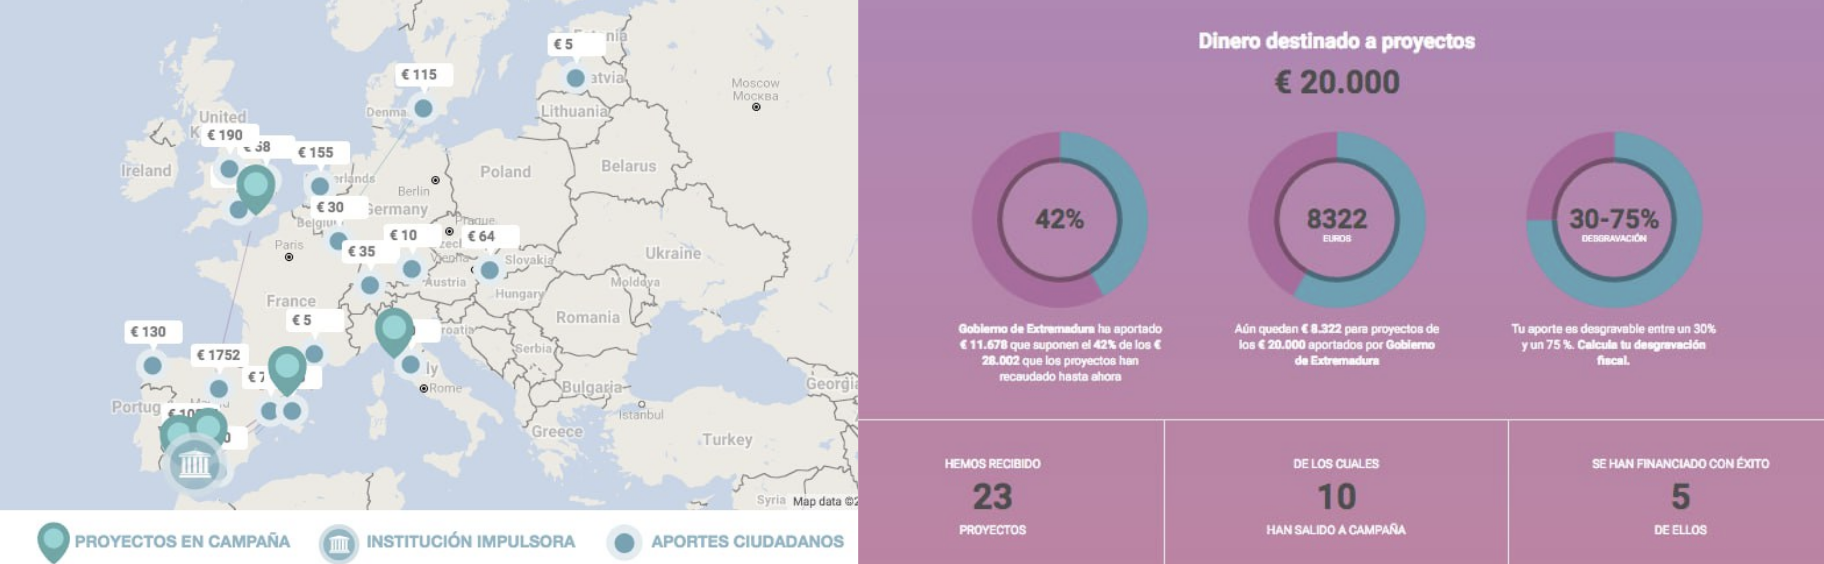 € 5
nia
€ 115
atvia
Moscow
Москва
Denma
Lithuania
United
K
€ 190
€ 58
€ 155
Ireland
erlands
Poland
Belarus
Berlin
€ 30
Germany
Belgiu
Prague
€ 10
€ 64
Paris
€ 35
zech
Vienna
Slovakia
Ukraine
Austria
Hungary
Moldova
France
€ 5
Romania
roatia
€ 130
Serbia
€ 1752
€ 7
ly
Rome
Bulgaria
Georgia
Portug
Istanbul
Greece
Turkey
Syria
Map data ©2
PROYECTOS EN CAMPAÑA
INSTITUCIÓN IMPULSORA
APORTES CIUDADANOS
Dinero destinado a proyectos
€ 20.000
42%
Gobierno de Extremadura ha aportado
€ 11.678 que suponen el 42% de los €
28.002 que los proyectos han
recaudado hasta ahora
8322
EUROS
Aún quedan € 8.322 para proyectos de
los € 20.000 aportados por Gobierno
de Extremadura
30-75%
DESGRAVACIÓN
Tu aporte es desgravable entre un 30%
y un 75 %. Calcula tu desgravación
fiscal.
HEMOS RECIBIDO
23
PROYECTOS
DE LOS CUALES
10
HAN SALIDO A CAMPAÑA
SE HAN FINANCIADO CON ÉXITO
5
DE ELLOS